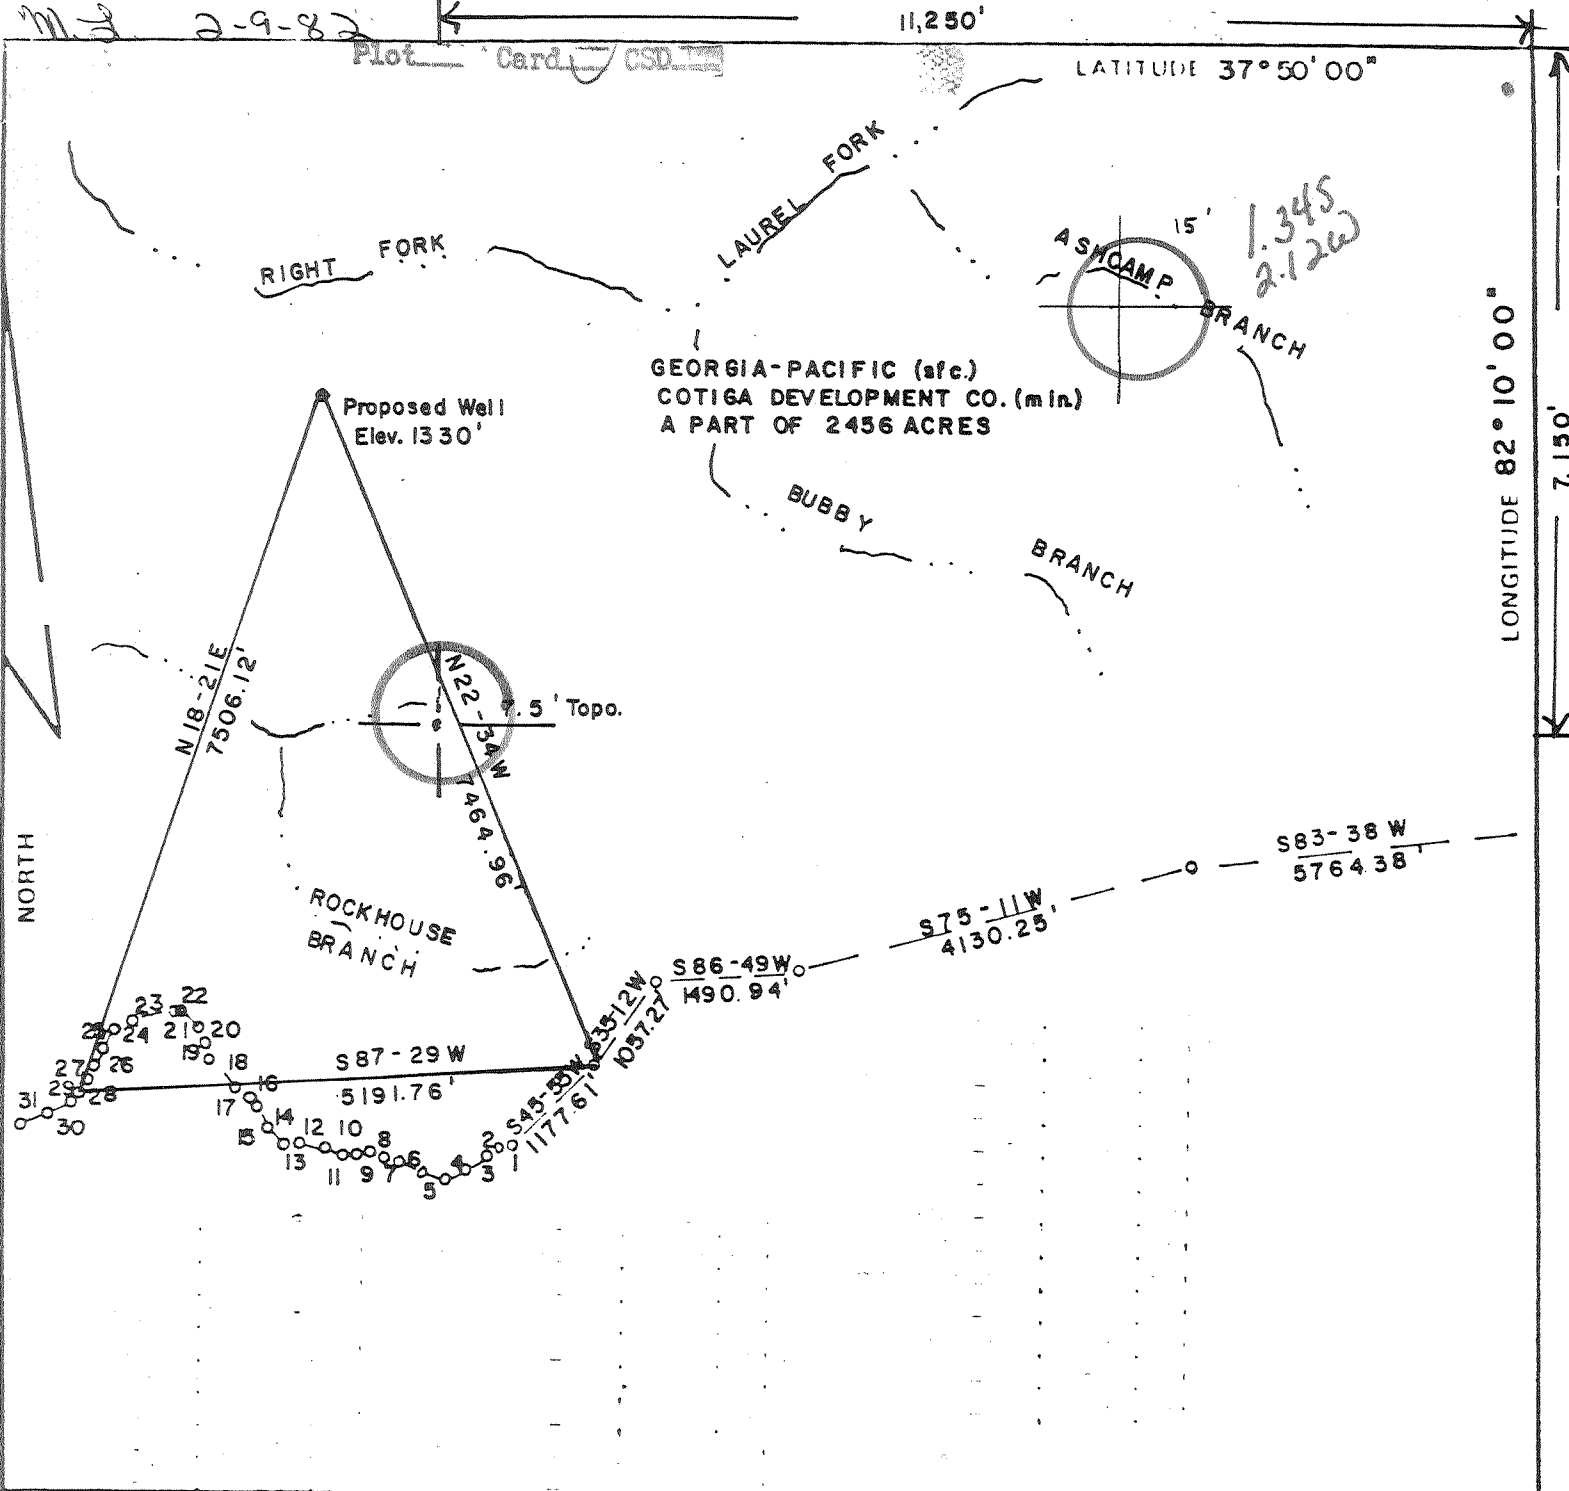 M.L 2-9-82
11,250'
Plot Card CSD
LATITUDE 37°50'00"
RIGHT FORK
LAUREL FORK
ASHCAMP BRANCH
15'
1.34S
2.12W
LONGITUDE 82°10'00"
7,150'
Proposed Well
Elev. 1330'
GEORGIA-PACIFIC (sfc.)
COTIGA DEVELOPMENT CO. (min.)
A PART OF 2456 ACRES
BUBBY BRANCH
N18-21E
7506.12'
7.5' Topo.
N22-34W
7464.96'
NORTH
ROCKHOUSE
BRANCH
S83-38 W
5764.38'
S75-11W
4130.25'
S86-49W
1490.94'
S35-12W
1057.27'
S45-55W
1177.61'
S87-29 W
5191.76'
1
2
3
4
5
6
7
8
9
10
11
12
13
14
15
16
17
18
19
20
21
22
23
24
25
26
27
28
29
30
31